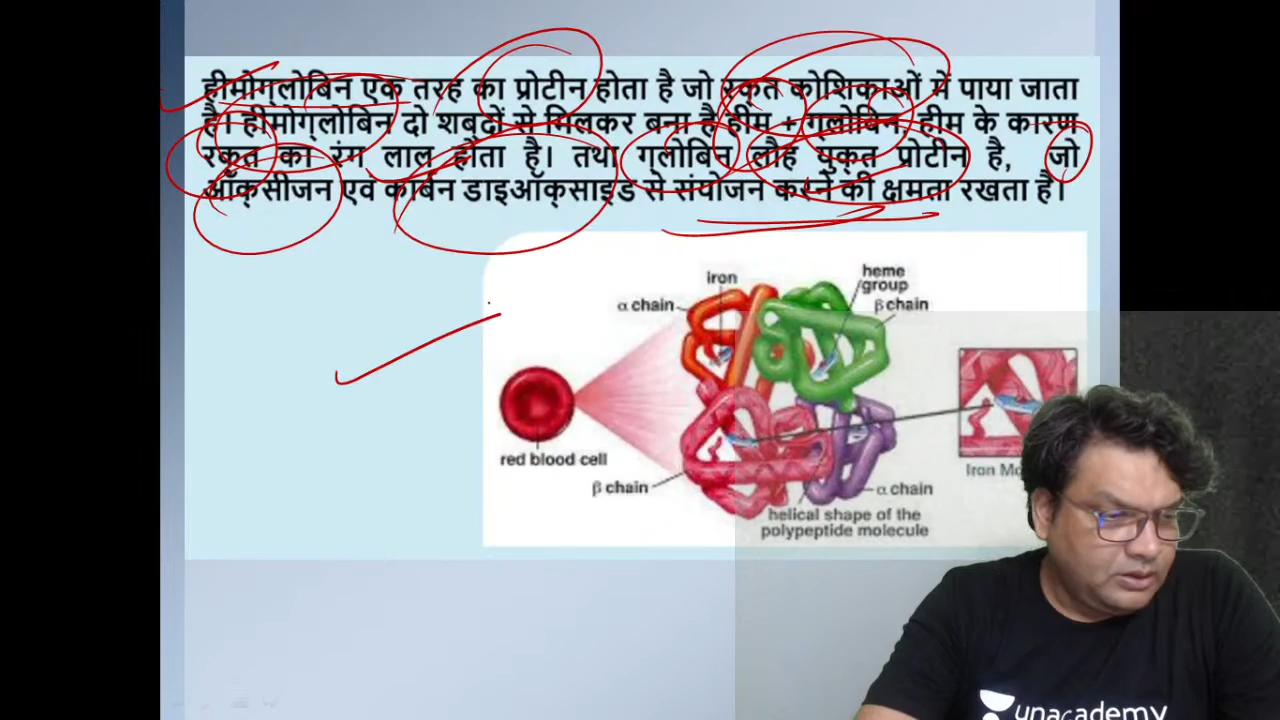 हीमोग्लोबिन एक तरह का प्रोटीन होता है जो रक्त कोशिकाओं में पाया जाता
है। हीमोग्लोबिन दो शब्दों से मिलकर बना है हीम + ग्लोबिन, हीम के कारण
रक्त का रंग लाल होता है। तथा ग्लोबिन लौह युक्त प्रोटीन है, जो
ऑक्सीजन एवं कार्बन डाइऑक्साइड से संयोजन करने की क्षमता रखता है।
iron
heme
group
α chain
β chain
red blood cell
β chain
α chain
helical shape of the
polypeptide molecule
Iron
unacademy